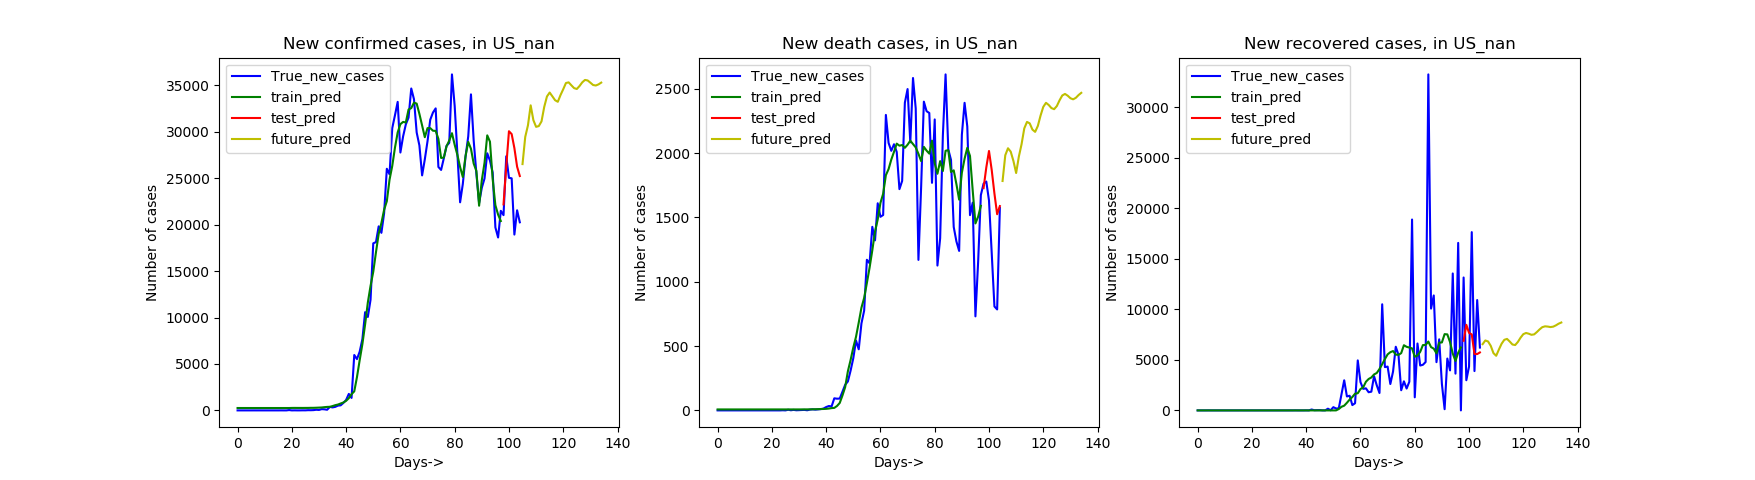 New confirmed cases, in US_nan
True_new_cases
train_pred
test_pred
future_pred
35000
30000
25000
20000
15000
10000
5000
0
Number of cases
0 20 40 60 80 100 120 140
Days->
New death cases, in US_nan
True_new_cases
train_pred
test_pred
future_pred
2500
2000
1500
1000
500
0
Number of cases
0 20 40 60 80 100 120 140
Days->
New recovered cases, in US_nan
True_new_cases
train_pred
test_pred
future_pred
30000
25000
20000
15000
10000
5000
0
Number of cases
0 20 40 60 80 100 120 140
Days->